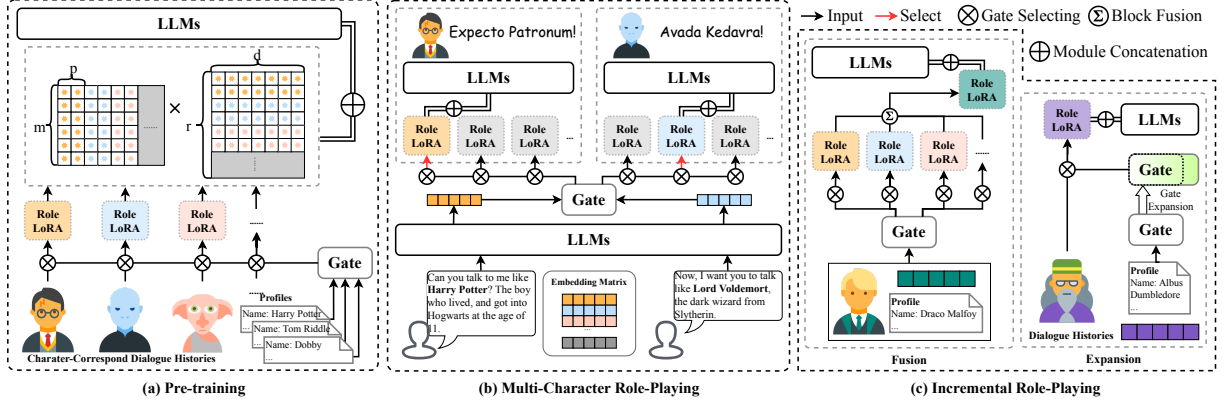 LLMs
p
d
m
r
×
......
Role
LoRA
Role
LoRA
Role
LoRA
......
Gate
Profiles
Name: Harry Potter
Name: Tom Riddle
Name: Dobby
...
Charater-Correspond Dialogue Histories
(a) Pre-training
Expecto Patronum!
Avada Kedavra!
LLMs
LLMs
Role
LoRA
Role
LoRA
Role
LoRA
...
Role
LoRA
Role
LoRA
Role
LoRA
...
Gate
LLMs
Can you talk to me like
Harry Potter? The boy
who lived, and got into
Hogwarts at the age of
11.
Embedding Matrix
...
Now, I want you to talk
like Lord Voldemort,
the dark wizard from
Slytherin.
(b) Multi-Character Role-Playing
Input
Select
Gate Selecting
Σ Block Fusion
Module Concatenation
LLMs
Role
LoRA
Σ
Role
LoRA
Role
LoRA
Role
LoRA
......
Gate
Profile
Name: Draco Malfoy
...
Fusion
Role
LoRA
LLMs
Gate
Gate
Expansion
Gate
Profile
Name: Albus
Dumbledore
...
Dialogue Histories
Expansion
(c) Incremental Role-Playing